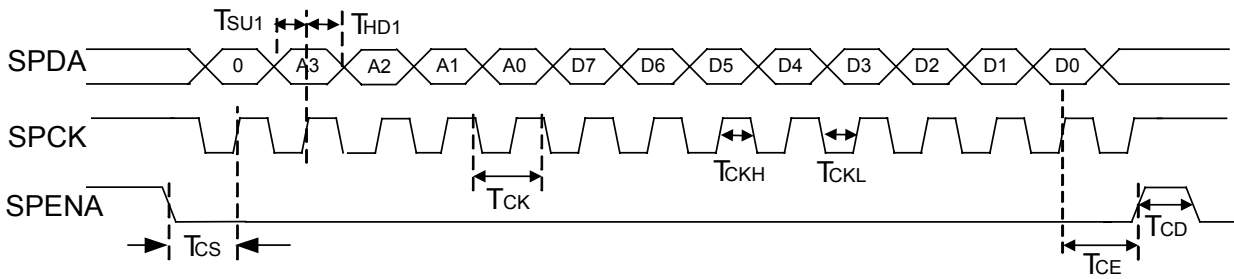 TSU1 THD1
SPDA 0 A3 A2 A1 A0 D7 D6 D5 D4 D3 D2 D1 D0
SPCK
TCKH TCKL
TCK
SPENA
TCS TCD
TCE